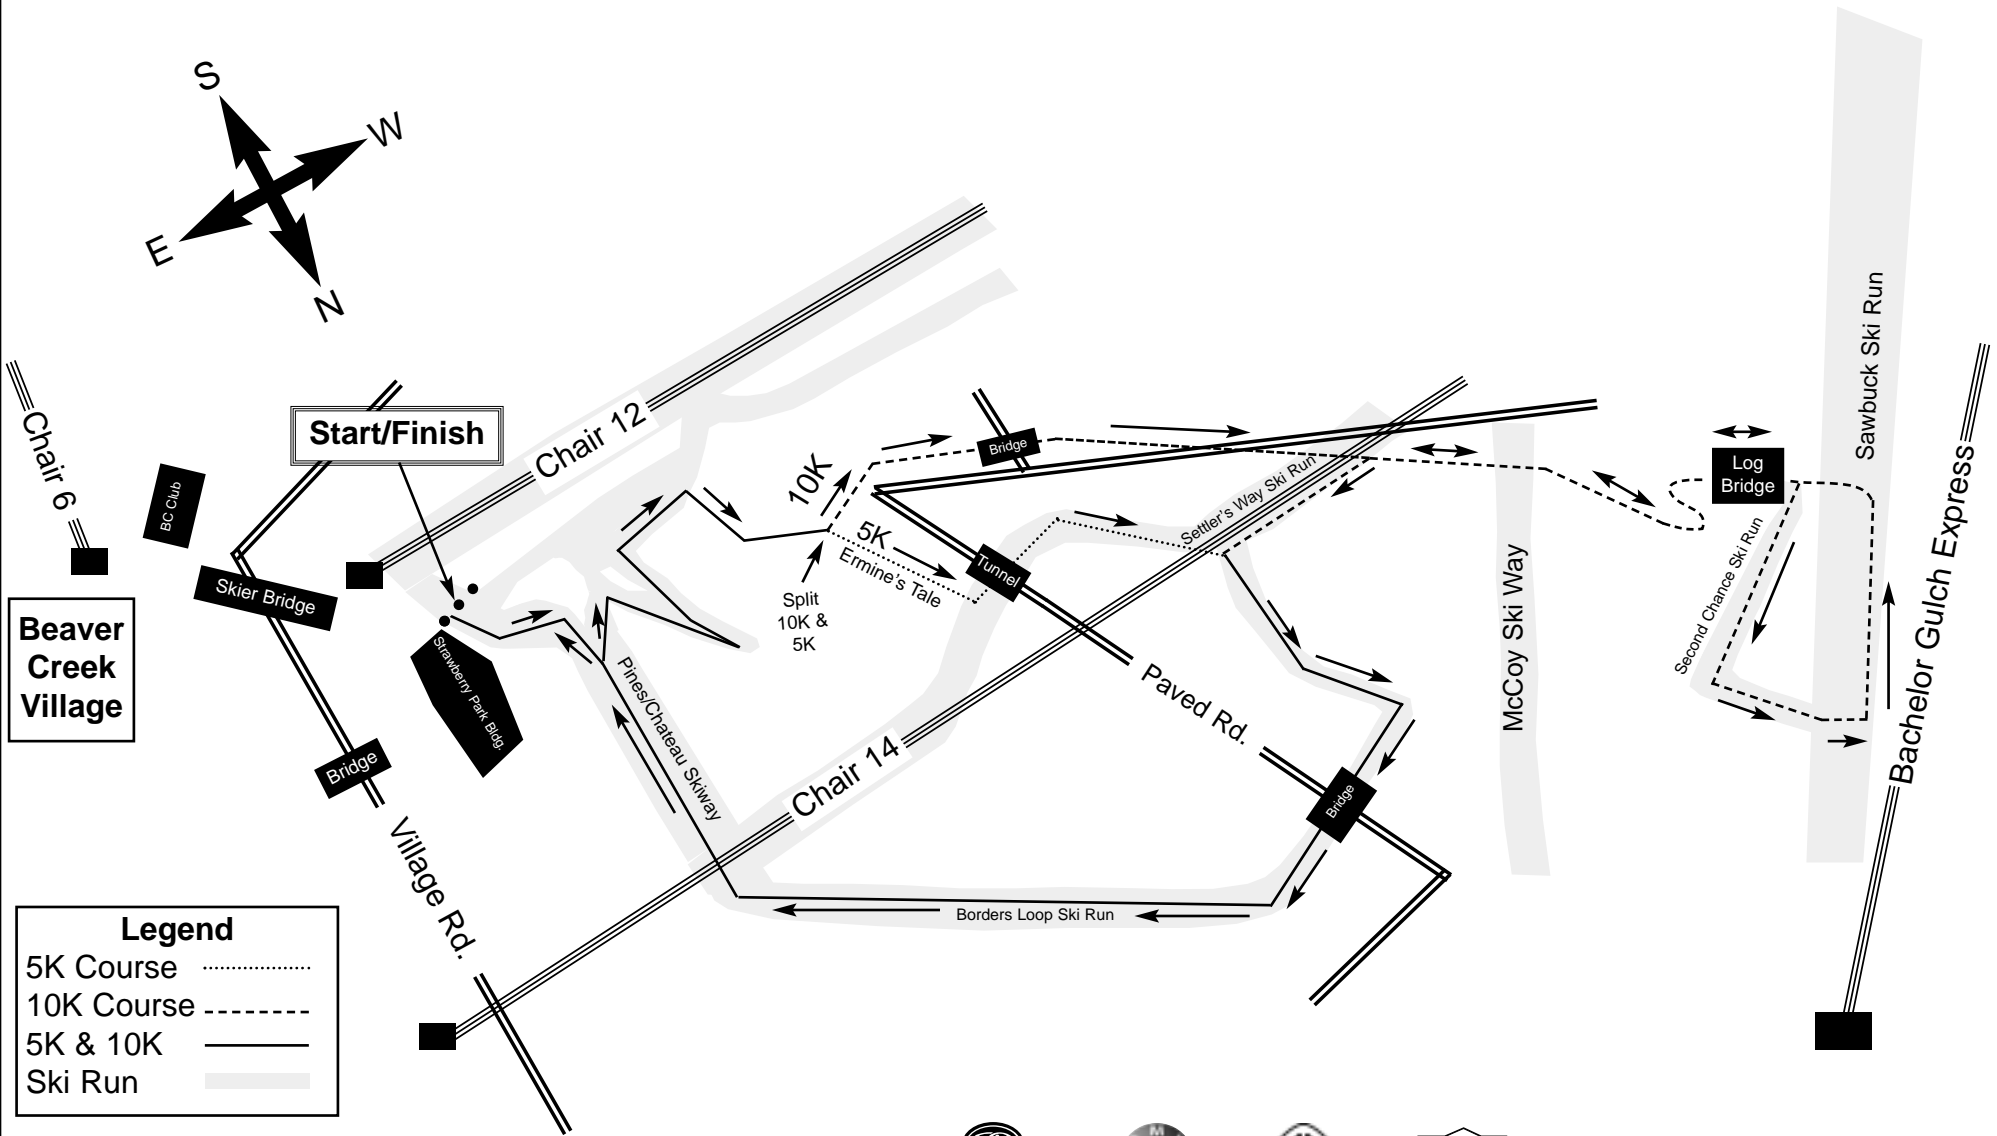 S
W
E
N
Chair 6
BC Club
Start/Finish
Chair 12
Skier Bridge
Beaver
Creek
Village
Strawberry Park Bldg.
Bridge
Village Rd.
Pines/Chateau Skiway
10K
5K
Ermine's Tale
Split
10K &
5K
Bridge
Tunnel
Settler's Way Ski Run
Paved Rd.
Chair 14
Bridge
Borders Loop Ski Run
McCoy Ski Way
Log
Bridge
Second Chance Ski Run
Sawbuck Ski Run
Bachelor Gulch Express
Legend
5K Course
10K Course
5K & 10K
Ski Run
M